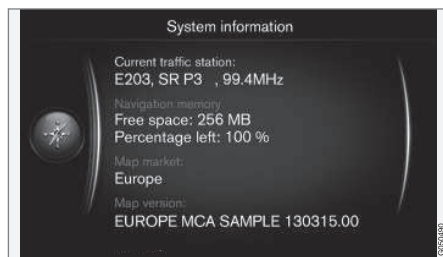 System information
Current traffic station:
E203, SR P3 , 99.4MHz
Navigation memory
Free space: 256 MB
Percentage left: 100 %
Map market:
Europe
Map version:
EUROPE MCA SAMPLE 130315.00
G050490